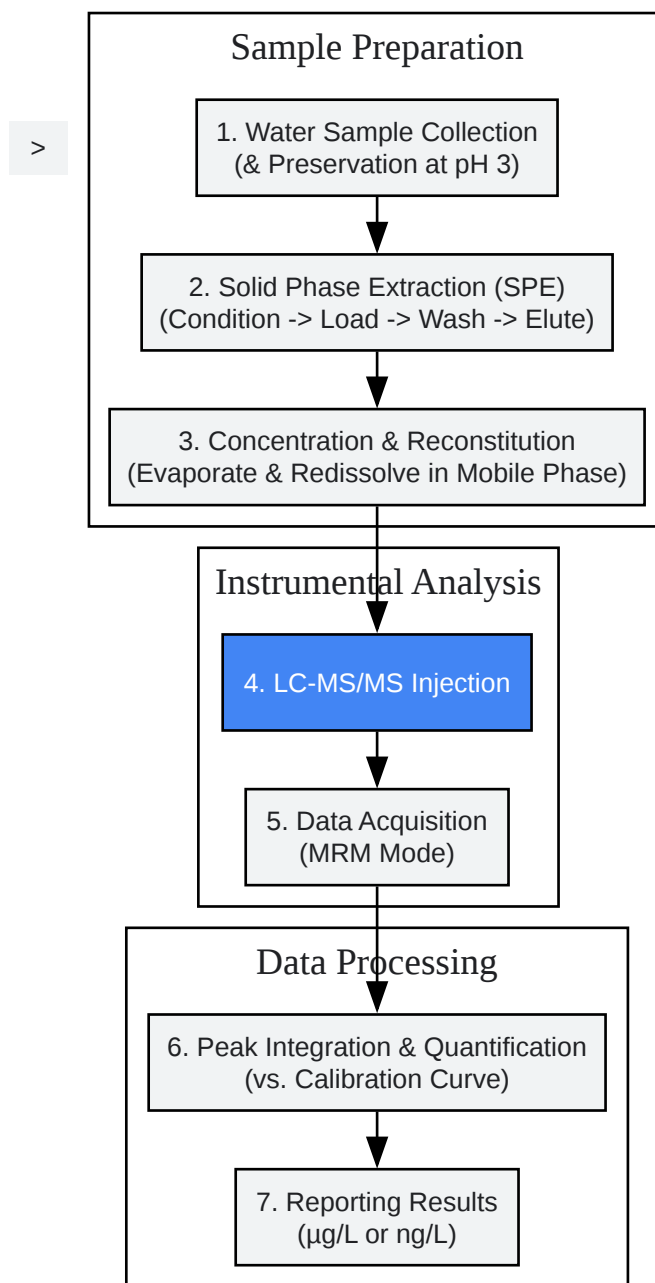 Sample Preparation
>
1. Water Sample Collection
(& Preservation at pH 3)
2. Solid Phase Extraction (SPE)
(Condition -> Load -> Wash -> Elute)
3. Concentration & Reconstitution
(Evaporate & Redissolve in Mobile Phase)
Instrumental Analysis
4. LC-MS/MS Injection
5. Data Acquisition
(MRM Mode)
Data Processing
6. Peak Integration & Quantification
(vs. Calibration Curve)
7. Reporting Results
(µg/L or ng/L)